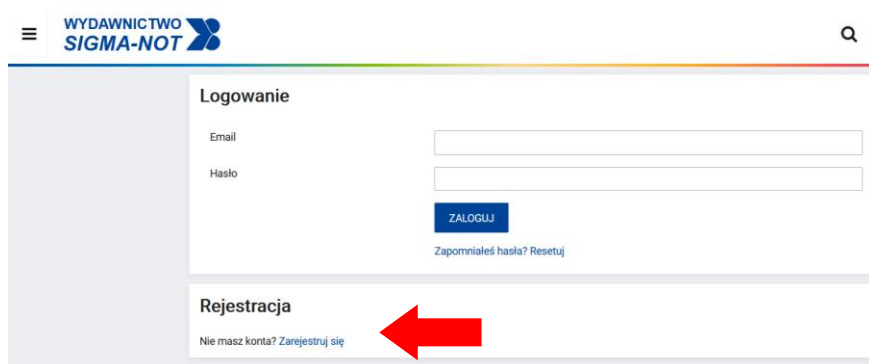 WYDAWNICTWO
SIGMA-NOT
Logowanie
Email
Hasło
ZALOGUJ
Zapomniałeś hasła? Resetuj
Rejestracja
Nie masz konta? Zarejestruj się